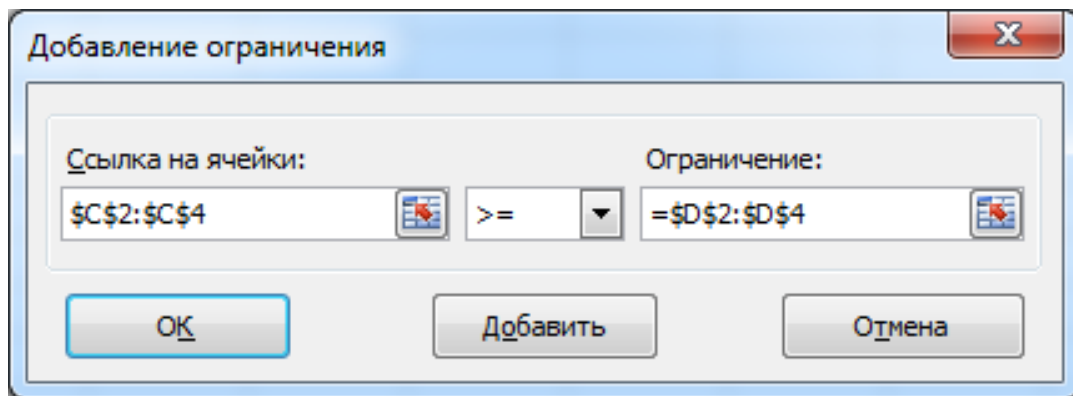 Добавление ограничения
Ссылка на ячейки: Ограничение:
$C$2:$C$4 >= =$D$2:$D$4
ОК Добавить Отмена